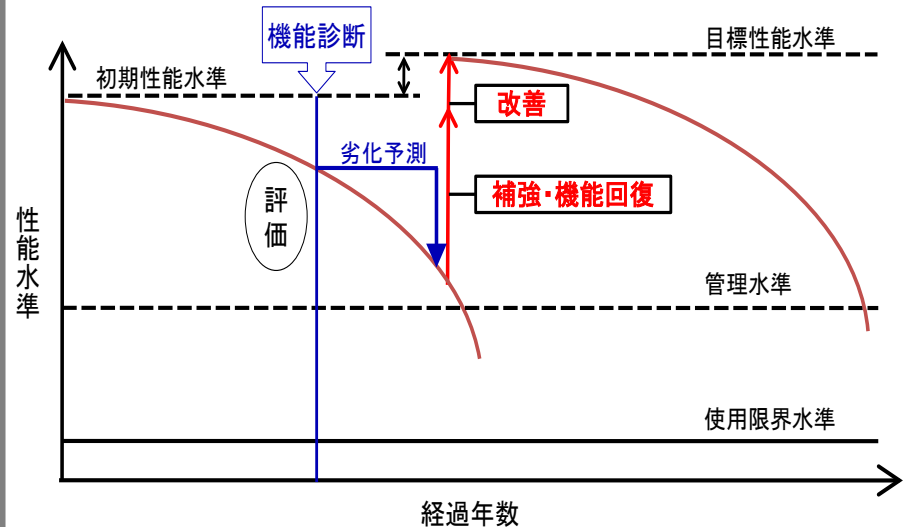 機能診断
目標性能水準
初期性能水準
改善
劣化予測
補強･機能回復
評価
性能水準
管理水準
使用限界水準
経過年数